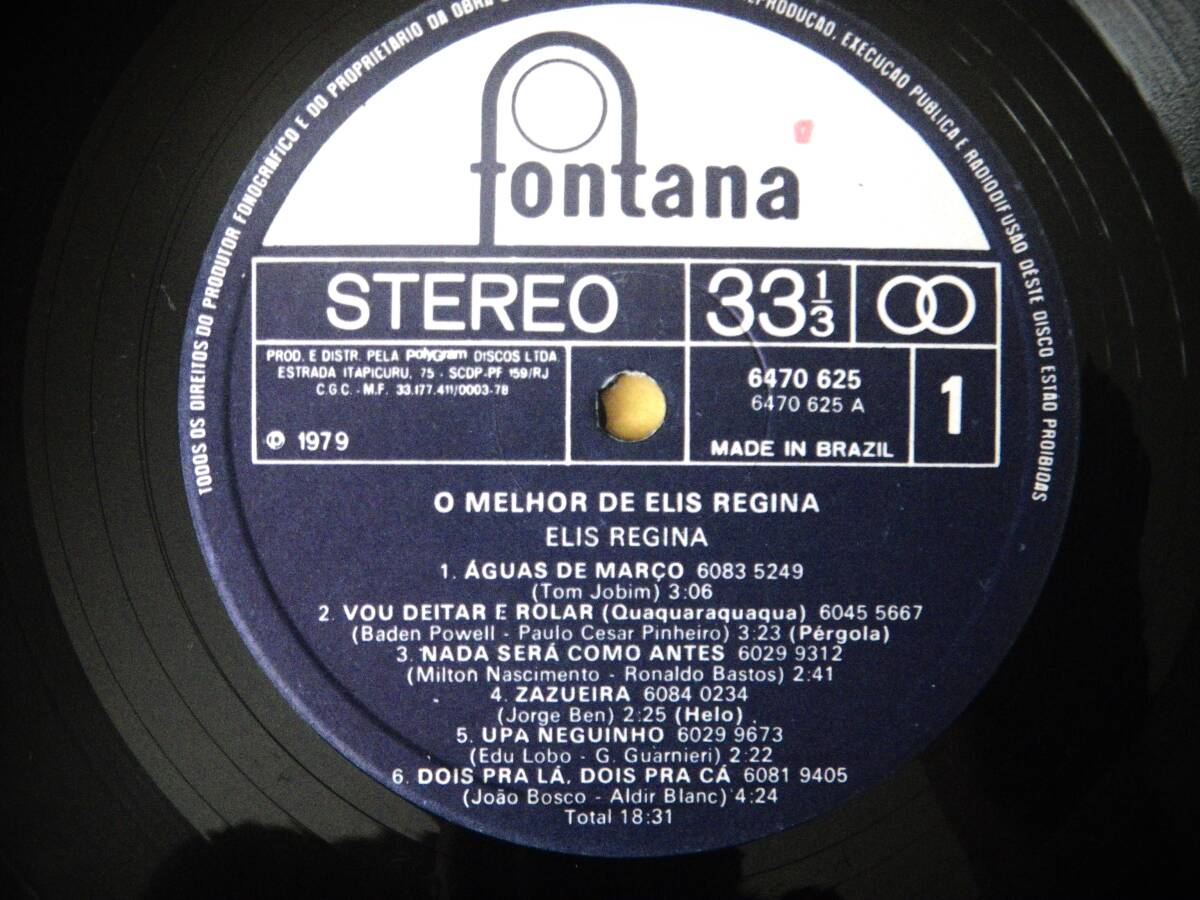 TODOS OS DIREITOS DO PRODUTOR FONOGRÁFICO E DO PROPRIETARIO DA OBRA
REPRODUÇÃO, EXECUÇÃO PUBLICA E RADIODIFUSÃO DÊSTE DISCO ESTÃO PROIBIDAS
fontana
STEREO
33 1/3
PROD. E DISTR. PELA PolyGram DISCOS LTDA.
ESTRADA ITAPICURU, 75 - SCDP-PF 159/RJ
C.G.C. - M.F. 33.177.411/0003-78
℗ 1979
6470 625
6470 625 A
1
MADE IN BRAZIL
O MELHOR DE ELIS REGINA
ELIS REGINA
1. ÁGUAS DE MARÇO 6083 5249
(Tom Jobim) 3:06
2. VOU DEITAR E ROLAR (Quaquaraquaqua) 6045 5667
(Baden Powell - Paulo Cesar Pinheiro) 3:23 (Pérgola)
3. NADA SERÁ COMO ANTES 6029 9312
(Milton Nascimento - Ronaldo Bastos) 2:41
4. ZAZUEIRA 6084 0234
(Jorge Ben) 2:25 (Helo)
5. UPA NEGUINHO 6029 9673
(Edu Lobo - G. Guarnieri) 2:22
6. DOIS PRA LÁ, DOIS PRA CÁ 6081 9405
(João Bosco - Aldir Blanc) 4:24
Total 18:31